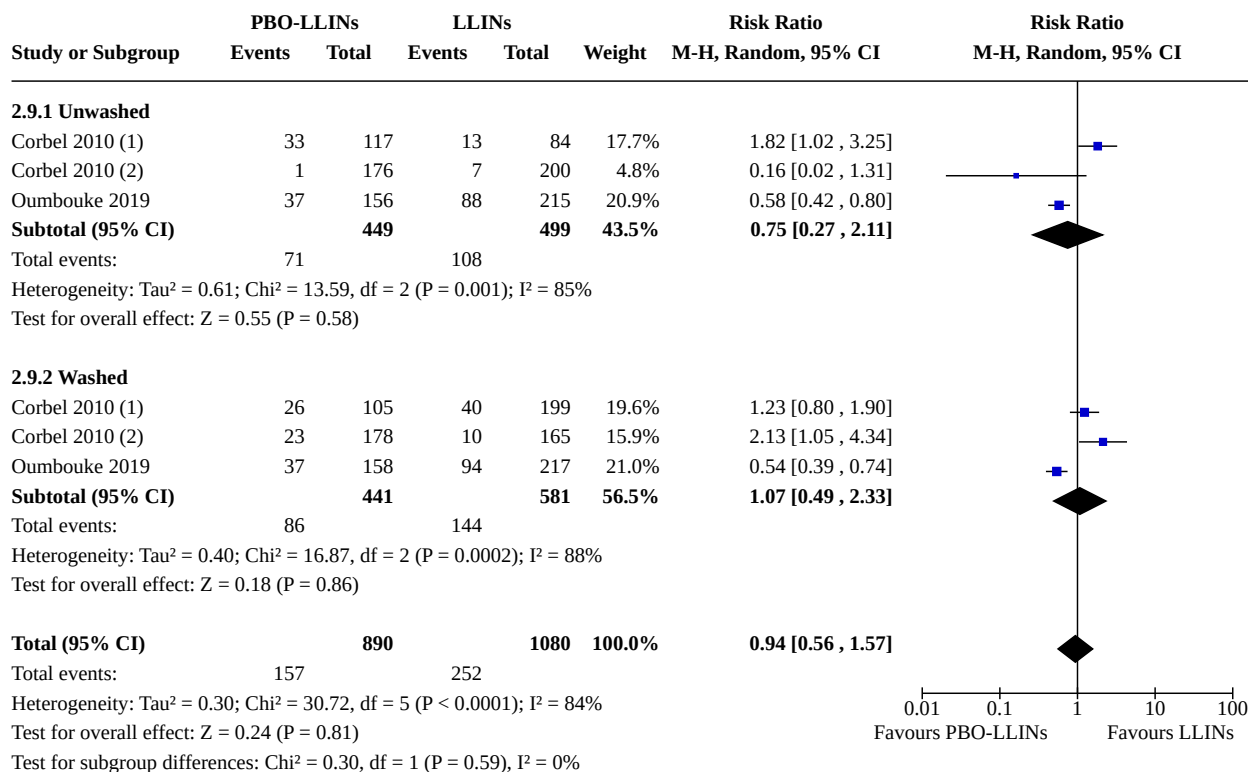 PBO-LLINs LLINs Risk Ratio Risk Ratio
Study or Subgroup Events Total Events Total Weight M-H, Random, 95% CI M-H, Random, 95% CI
2.9.1 Unwashed
Corbel 2010 (1) 33 117 13 84 17.7% 1.82 [1.02 , 3.25]
Corbel 2010 (2) 1 176 7 200 4.8% 0.16 [0.02 , 1.31]
Oumbouke 2019 37 156 88 215 20.9% 0.58 [0.42 , 0.80]
Subtotal (95% CI) 449 499 43.5% 0.75 [0.27 , 2.11]
Total events: 71 108
Heterogeneity: Tau² = 0.61; Chi² = 13.59, df = 2 (P = 0.001); I² = 85%
Test for overall effect: Z = 0.55 (P = 0.58)
2.9.2 Washed
Corbel 2010 (1) 26 105 40 199 19.6% 1.23 [0.80 , 1.90]
Corbel 2010 (2) 23 178 10 165 15.9% 2.13 [1.05 , 4.34]
Oumbouke 2019 37 158 94 217 21.0% 0.54 [0.39 , 0.74]
Subtotal (95% CI) 441 581 56.5% 1.07 [0.49 , 2.33]
Total events: 86 144
Heterogeneity: Tau² = 0.40; Chi² = 16.87, df = 2 (P = 0.0002); I² = 88%
Test for overall effect: Z = 0.18 (P = 0.86)
Total (95% CI) 890 1080 100.0% 0.94 [0.56 , 1.57]
Total events: 157 252
Heterogeneity: Tau² = 0.30; Chi² = 30.72, df = 5 (P < 0.0001); I² = 84%
0.01 0.1 1 10 100
Test for overall effect: Z = 0.24 (P = 0.81)
Favours PBO-LLINs Favours LLINs
Test for subgroup differences: Chi² = 0.30, df = 1 (P = 0.59), I² = 0%